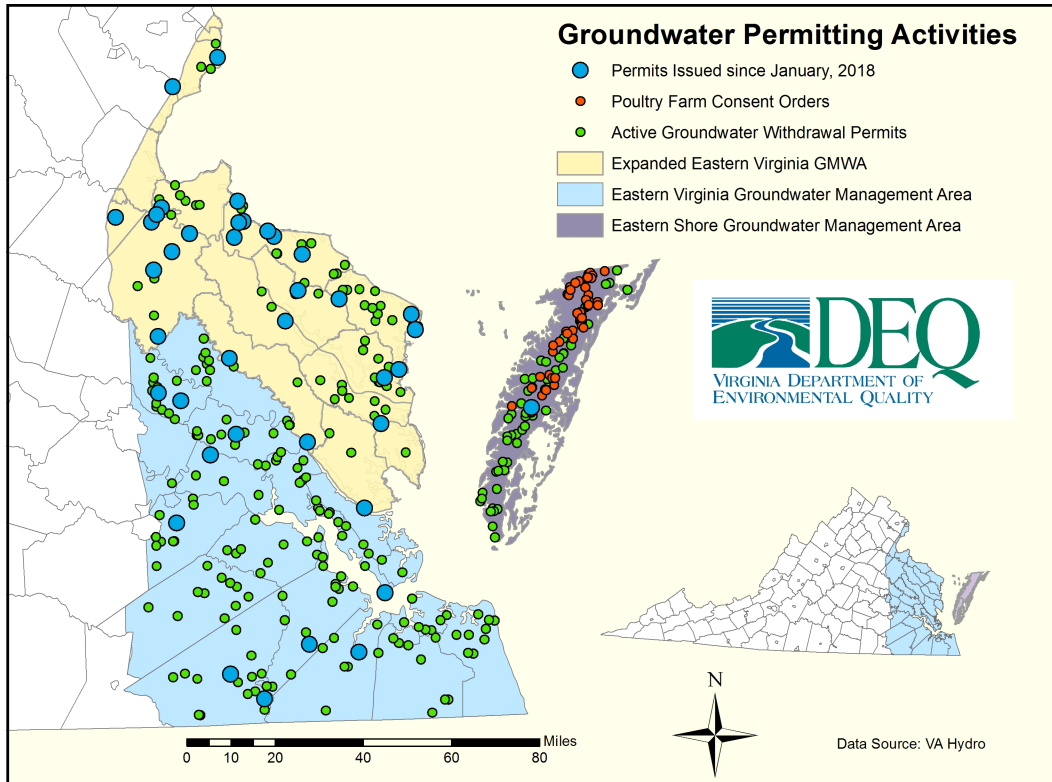 Groundwater Permitting Activities
Permits Issued since January, 2018
Poultry Farm Consent Orders
Active Groundwater Withdrawal Permits
Expanded Eastern Virginia GMWA
Eastern Virginia Groundwater Management Area
Eastern Shore Groundwater Management Area
DEQ
VIRGINIA DEPARTMENT OF
ENVIRONMENTAL QUALITY
N
Miles
0 10 20 40 60 80
Data Source: VA Hydro